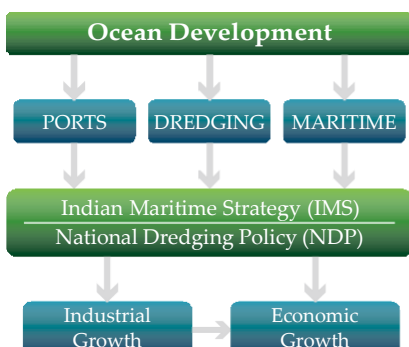 Ocean Development
PORTS
DREDGING
MARITIME
Indian Maritime Strategy (IMS)
National Dredging Policy (NDP)
Industrial
Growth
Economic
Growth